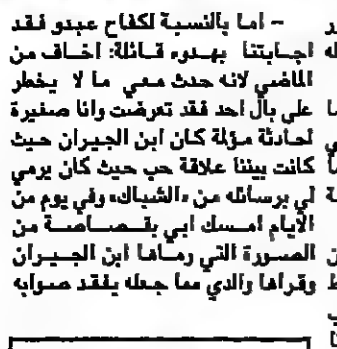 - اما بالنسبة لكفاح عبدو فقد
اجابتنا بهدوء قائلة: اخاف من
الماضي لانه حدث معي ما لا يخطر
على بال احد فقد تعرضت وانا صغيرة
لحادثة مؤلة كان ابن الجيران حيث
كانت بيننا علاقة حب حيث كان يرمي
لي برسائله من «الشباك» وفي يوم من
الأيام امسك ابي بقصاصة من
الصورة التي رماها ابن الجيران
وقرأها والدي مما جعله يفقد صوابه